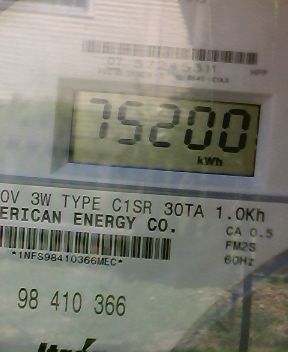 75200
kWh
OV 3W TYPE C1SR 30TA 1.0Kh
ERICAN ENERGY CO.
CA 0.5
FM2S
60Hz
*1NFS98410366MEC*
98 410 366